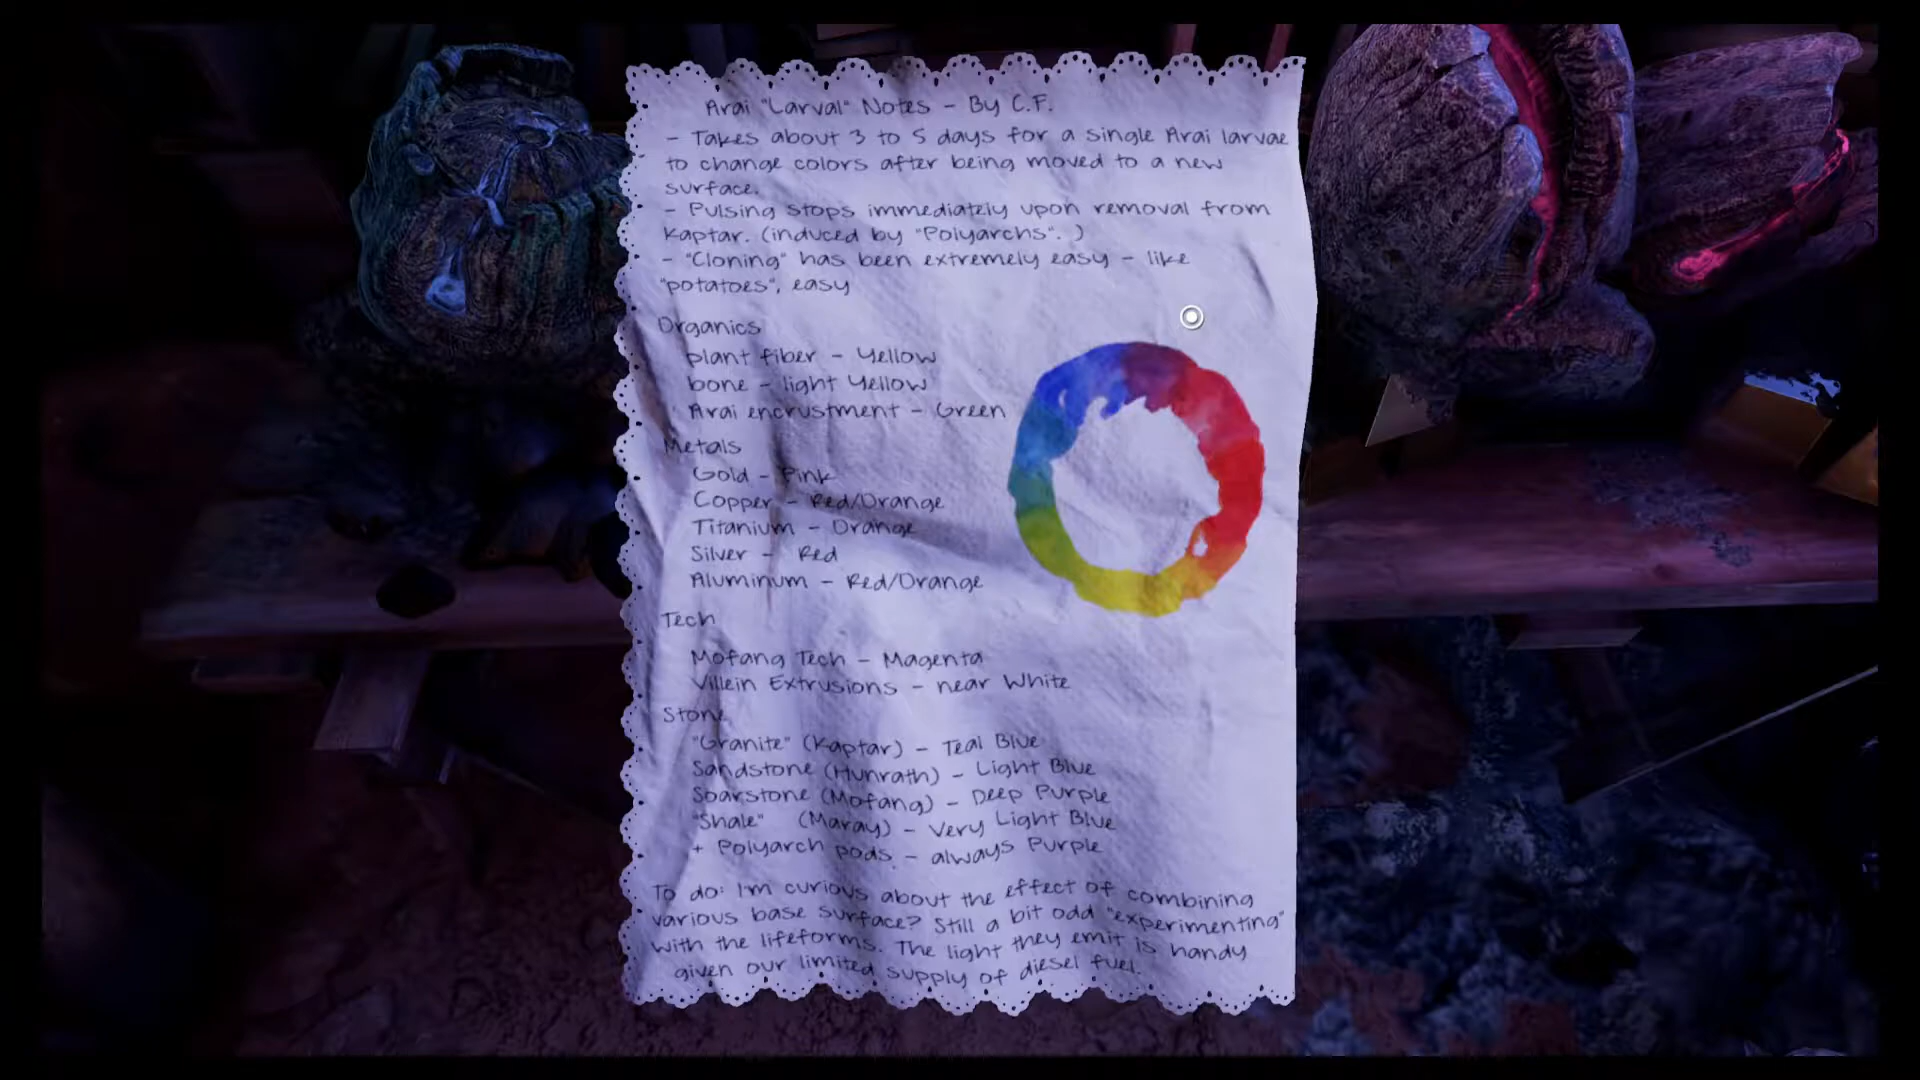 Arai "Larval" Notes - By C.F.
- Takes about 3 to 5 days for a single Arai larvae
to change colors after being moved to a new
surface.
- Pulsing stops immediately upon removal from
Kaptar. (induced by "Polyarchs". )
- "Cloning" has been extremely easy - like
"potatoes", easy
Organics
plant fiber - Yellow
bone - light Yellow
Arai encrustment - Green
Metals
Gold - Pink
Copper - Red/Orange
Titanium - Orange
Silver - Red
Aluminum - Red/Orange
Tech
Mofang Tech - Magenta
Villein Extrusions - near White
Stone
"Granite" (Kaptar) - Teal Blue
Sandstone (Hunrath) - Light Blue
Soarstone (Mofang) - Deep Purple
"Shale" (Maray) - Very Light Blue
+ Polyarch pods - always Purple
To do: I'm curious about the effect of combining
various base surface? Still a bit odd "experimenting"
with the lifeforms. The light they emit is handy
given our limited supply of diesel fuel.